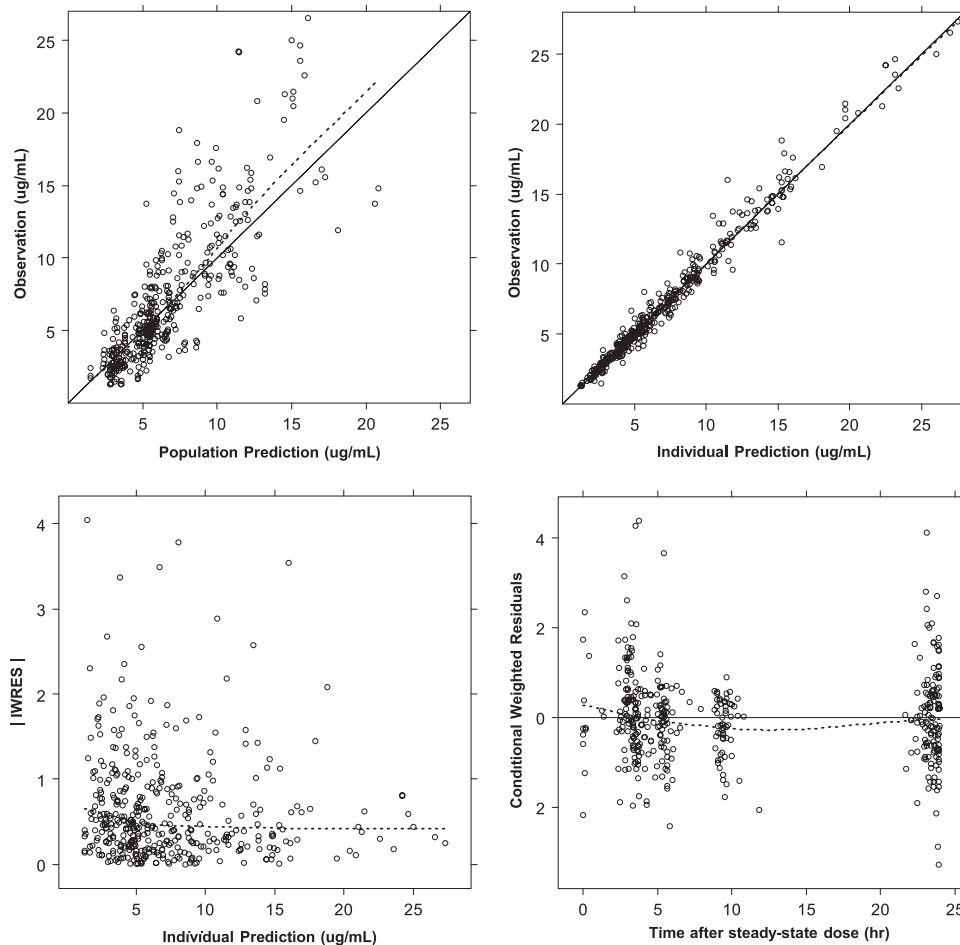 25
20
15
10
5
Observation (ug/mL)
5 10 15 20 25
Population Prediction (ug/mL)
25
20
15
10
5
Observation (ug/mL)
5 10 15 20 25
Individual Prediction (ug/mL)
4
3
2
1
0
| IWRES |
5 10 15 20 25
Indívídual Prediction (ug/mL)
4
2
0
2
Conditional Weighted Residuals
0 5 10 15 20 25
Time after steady-state dose (hr)